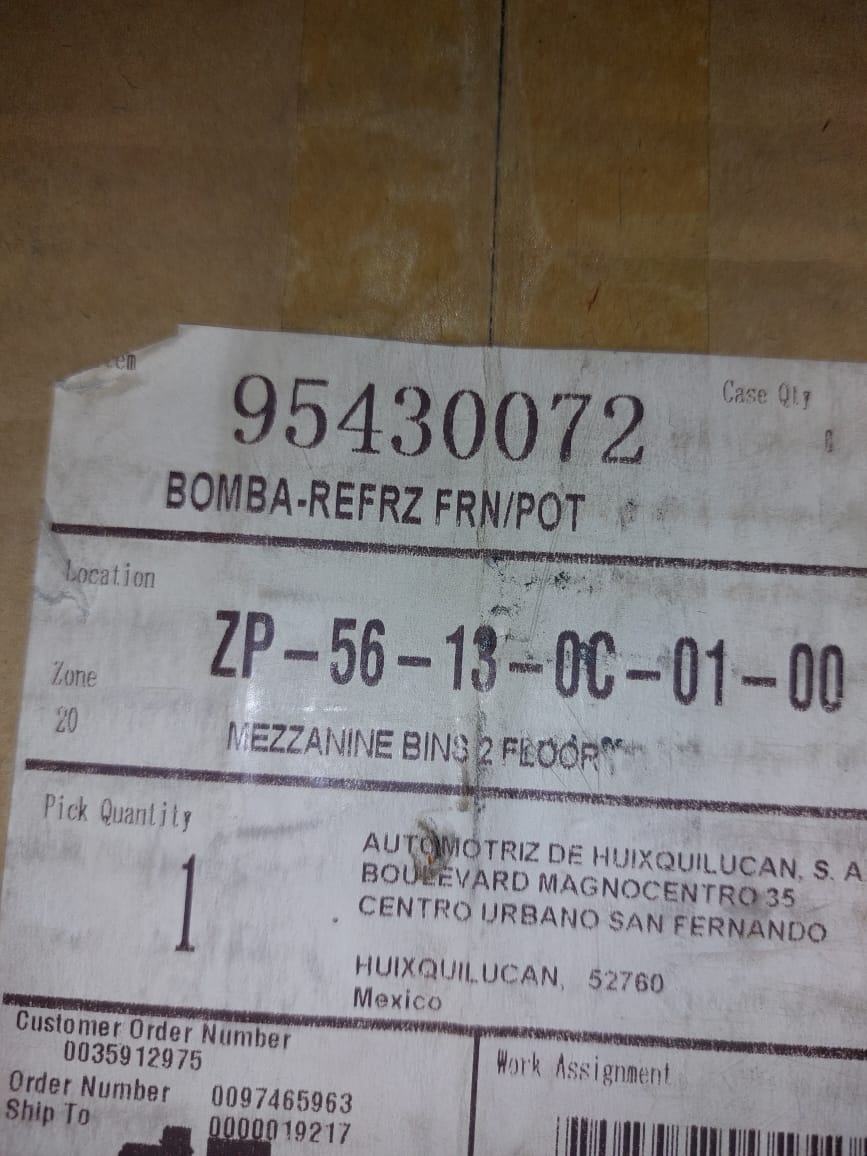 95430072
Case Qty
BOMBA-REFRZ FRN/POT
Location
ZP-56-13-0C-01-00
Zone
20
MEZZANINE BINS 2 FLOOR
Pick Quantity
1
AUTOMOTRIZ DE HUIXQUILUCAN, S. A
BOULEVARD MAGNOCENTRO 35
CENTRO URBANO SAN FERNANDO
HUIXQUILUCAN, 52760
Mexico
Customer Order Number
0035912975
Order Number 0097465963
Ship To 0000019217
Work Assignment